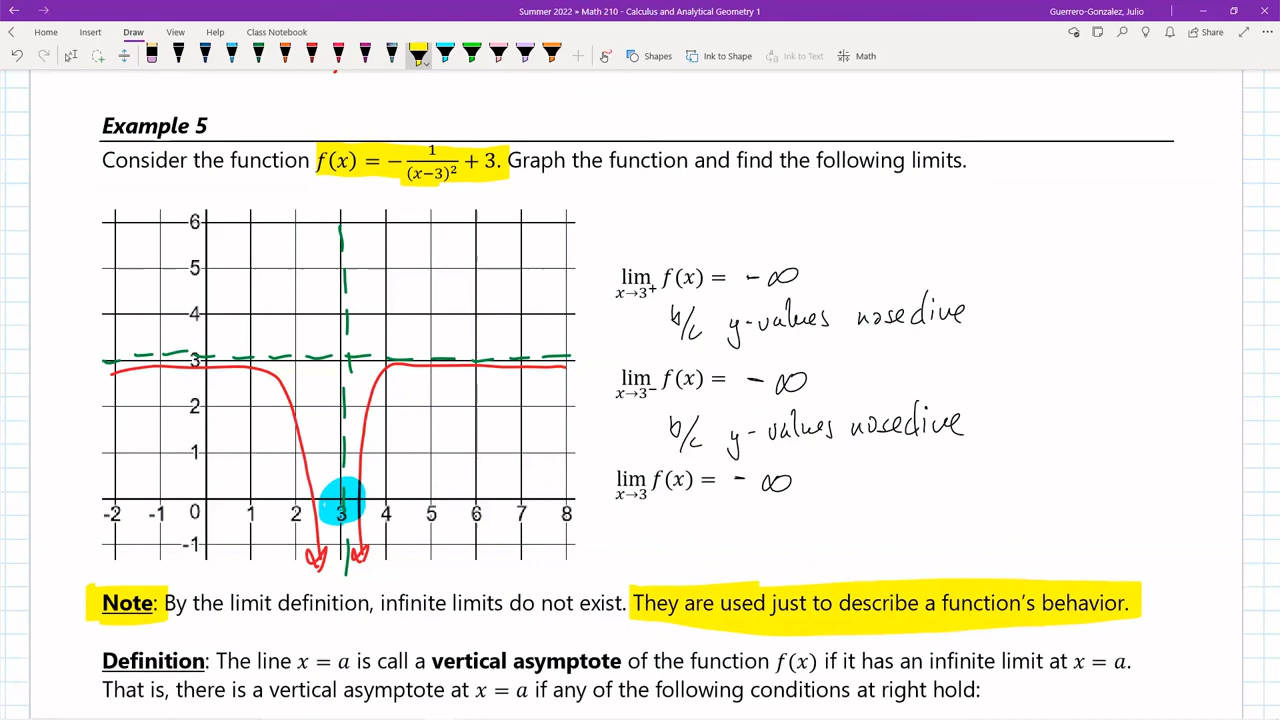 Summer 2022 » Math 210 - Calculus and Analytical Geometry 1
Guerrero-Gonzalez, Julio
Home Insert Draw View Help Class Notebook
Share
Shapes Ink to Shape Ink to Text Math
Example 5
Consider the function f(x) = − 1/(x−3)² + 3. Graph the function and find the following limits.
6
5
4
3
2
1
-2 -1 0 1 2 3 4 5 6 7 8
-1
lim x→3+ f(x) = - ∞
b/c y-values nosedive
lim x→3− f(x) = - ∞
b/c y-values nosedive
lim x→3 f(x) = - ∞
Note: By the limit definition, infinite limits do not exist. They are used just to describe a function’s behavior.
Definition: The line x = a is call a vertical asymptote of the function f(x) if it has an infinite limit at x = a.
That is, there is a vertical asymptote at x = a if any of the following conditions at right hold: